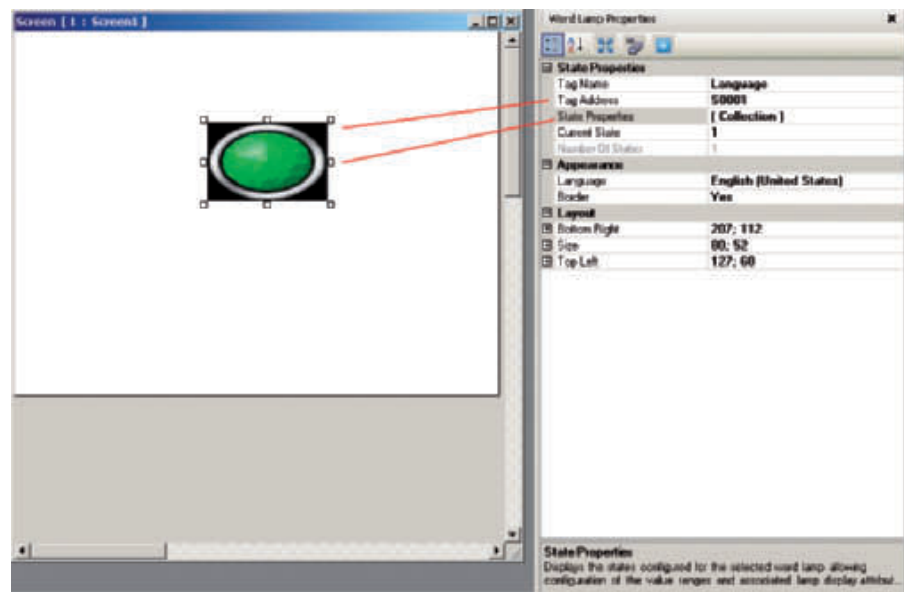 Screen [ 1 : Screen1 ]
Word Lamp Properties
State Properties
Tag Name Language
Tag Address S0001
State Properties ( Collection )
Current State 1
Number Of States 1
Appearance
Language English (United States)
Border Yes
Layout
Bottom Right 207; 112
Size 80; 52
Top Left 127; 60
State Properties
Displays the states configured for the selected word lamp allowing
configuration of the value ranges and associated lamp display attribut...